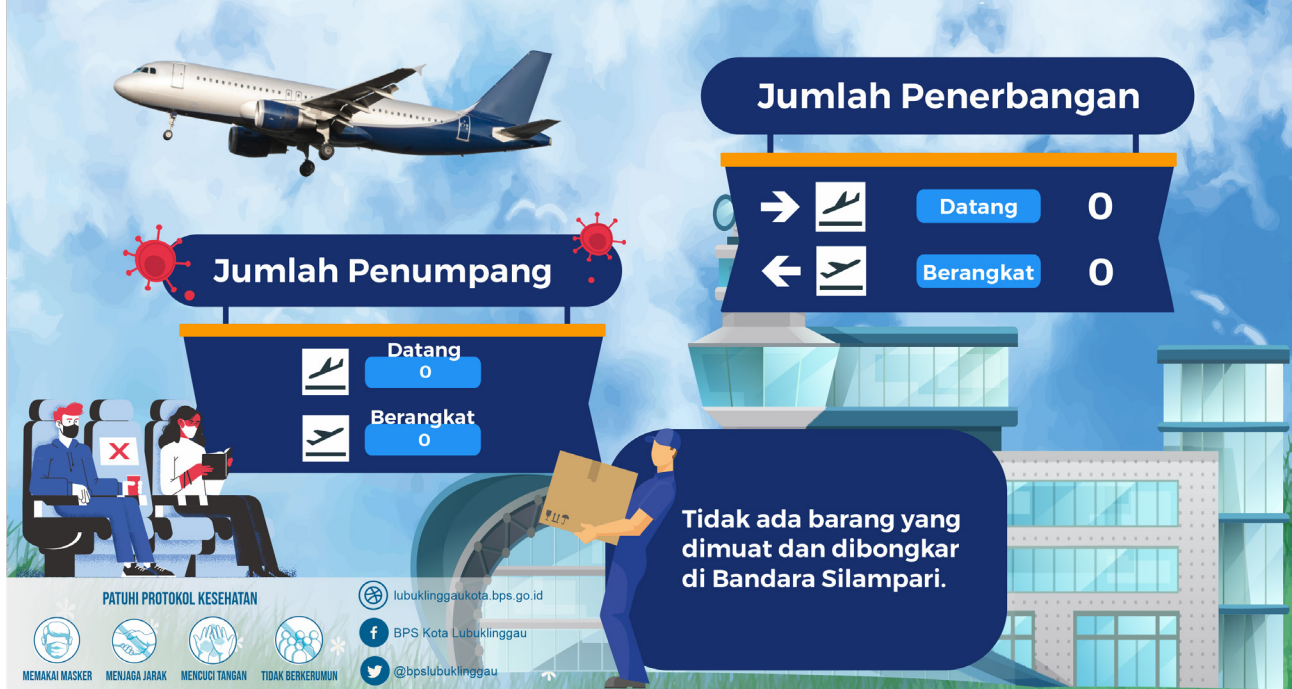 Jumlah Penerbangan
Datang 0
Berangkat 0
Jumlah Penumpang
Datang
0
Berangkat
0
Tidak ada barang yang
dimuat dan dibongkar
di Bandara Silampari.
PATUHI PROTOKOL KESEHATAN
MEMAKAI MASKER
MENJAGA JARAK
MENCUCI TANGAN
TIDAK BERKERUMUN
lubuklinggaukota.bps.go.id
BPS Kota Lubuklinggau
@bpslubuklinggau